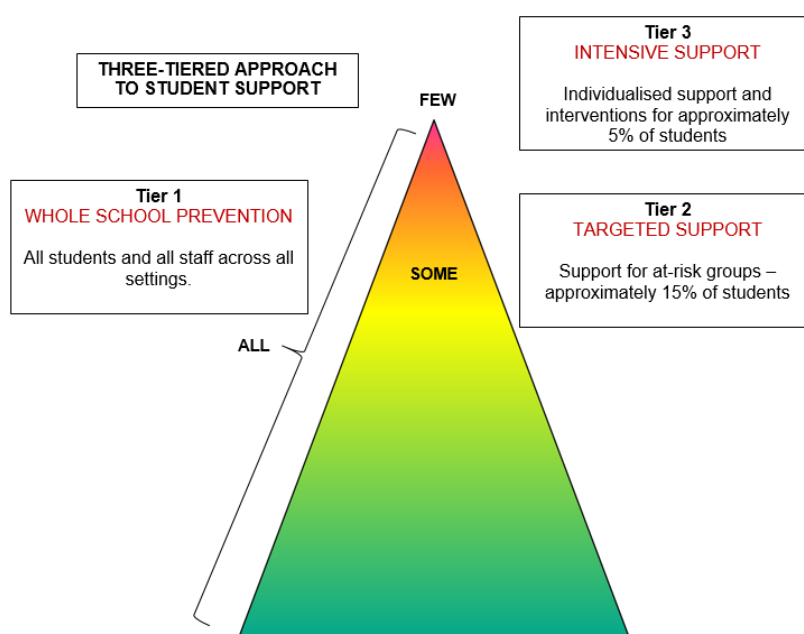 THREE-TIERED APPROACH
TO STUDENT SUPPORT
Tier 3
INTENSIVE SUPPORT
Individualised support and
interventions for approximately
5% of students
FEW
Tier 1
WHOLE SCHOOL PREVENTION
All students and all staff across all
settings.
Tier 2
TARGETED SUPPORT
Support for at-risk groups –
approximately 15% of students
SOME
ALL